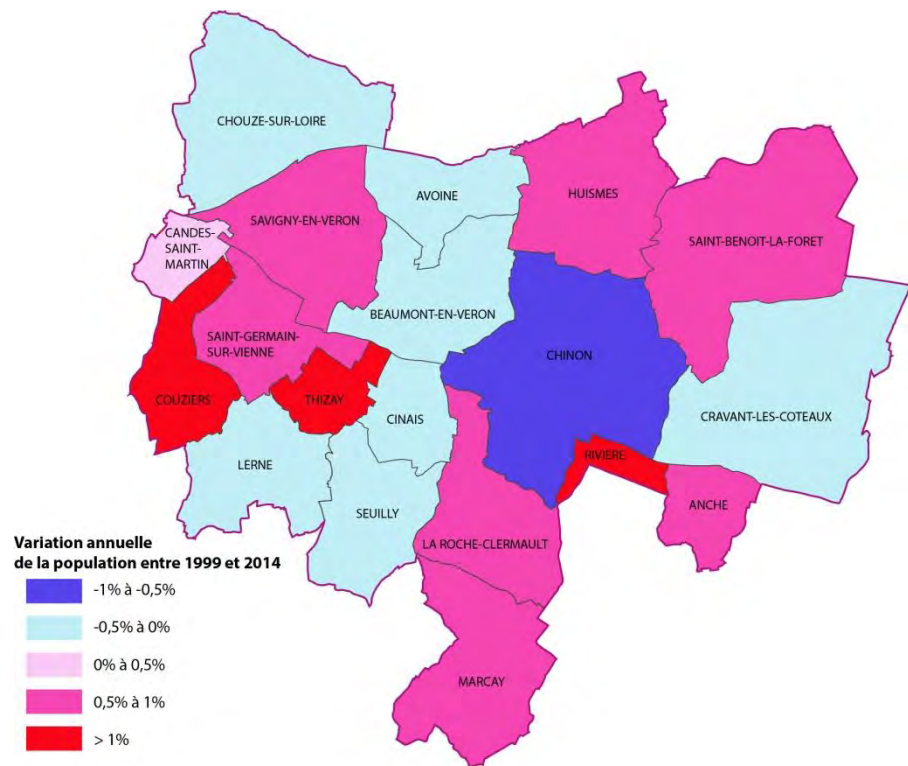 CHOUZE-SUR-LOIRE
AVOINE
HUISMES
SAVIGNY-EN-VERON
CANDES-
SAINT-
MARTIN
SAINT-BENOIT-LA-FORET
BEAUMONT-EN-VERON
SAINT-GERMAIN-
SUR-VIENNE
CHINON
COUZIERS
THIZAY
CINAIS
CRAVANT-LES-COTEAUX
LERNE
RIVIERE
SEUILLY
ANCHE
LA ROCHE-CLERMAULT
MARCAY
Variation annuelle
de la population entre 1999 et 2014
-1% à -0,5%
-0,5% à 0%
0% à 0,5%
0,5% à 1%
> 1%